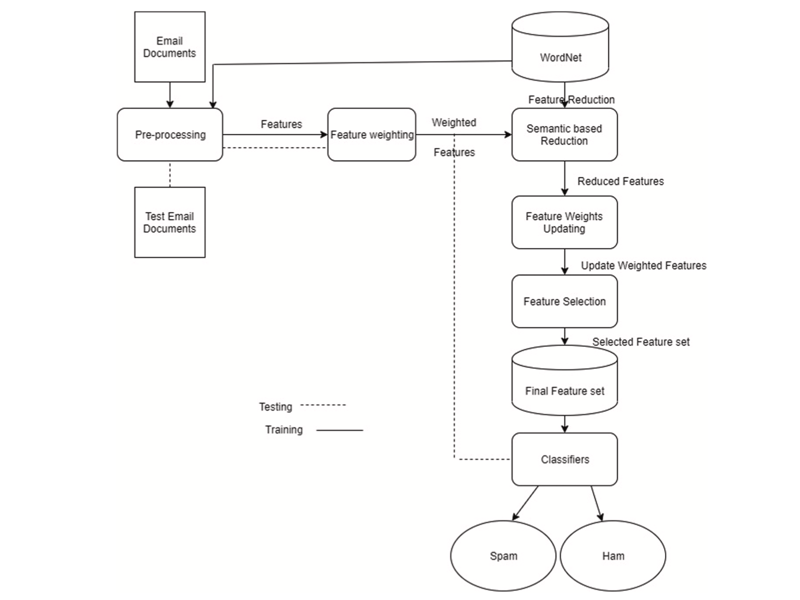 Email
Documents
WordNet
Feature Reduction
Pre-processing
Features
Feature weighting
Weighted
Features
Semantic based
Reduction
Reduced Features
Test Email
Documents
Feature Weights
Updating
Update Weighted Features
Feature Selection
Selected Feature set
Final Feature set
Testing
Training
Classifiers
Spam
Ham